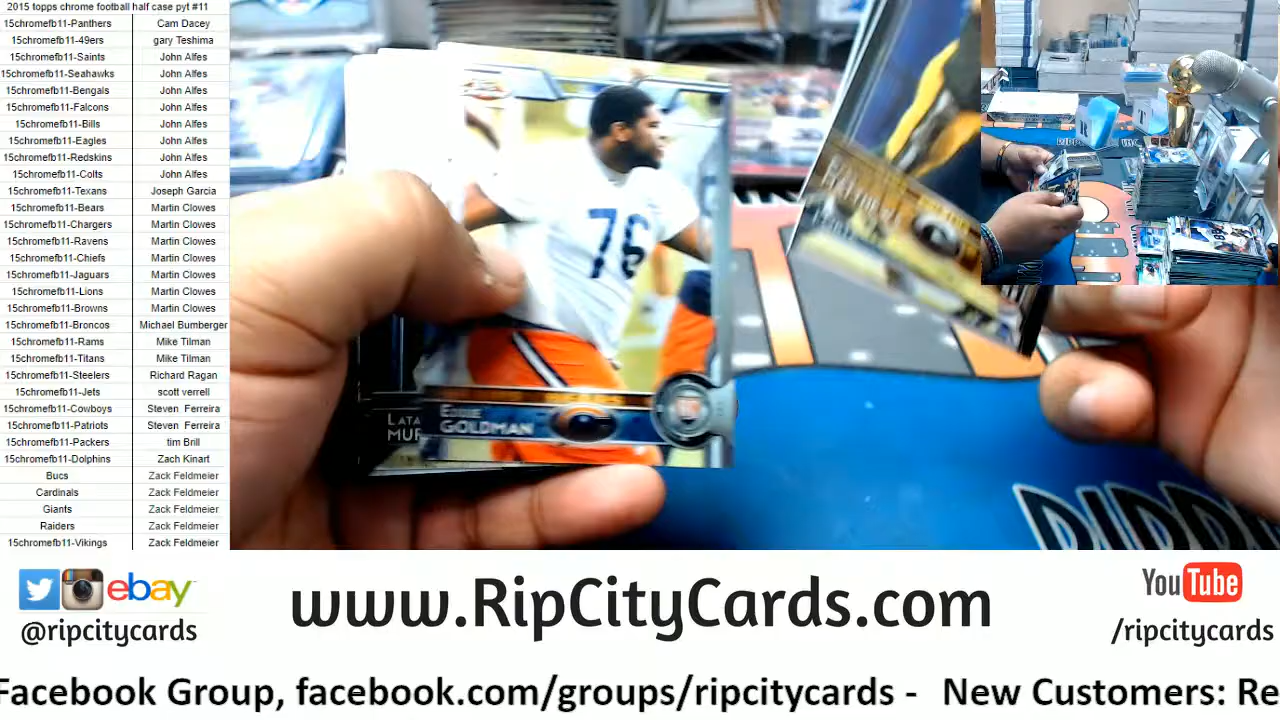 2015 topps chrome football half case pyt #11
15chromefb11-Panthers Cam Dacey
15chromefb11-49ers gary Teshima
15chromefb11-Saints John Alfes
15chromefb11-Seahawks John Alfes
15chromefb11-Bengals John Alfes
15chromefb11-Falcons John Alfes
15chromefb11-Bills John Alfes
15chromefb11-Eagles John Alfes
15chromefb11-Redskins John Alfes
15chromefb11-Colts John Alfes
15chromefb11-Texans Joseph Garcia
15chromefb11-Bears Martin Clowes
15chromefb11-Chargers Martin Clowes
15chromefb11-Ravens Martin Clowes
15chromefb11-Chiefs Martin Clowes
15chromefb11-Jaguars Martin Clowes
15chromefb11-Lions Martin Clowes
15chromefb11-Browns Martin Clowes
15chromefb11-Broncos Michael Bumberger
15chromefb11-Rams Mike Tilman
15chromefb11-Titans Mike Tilman
15chromefb11-Steelers Richard Ragan
15chromefb11-Jets scott verrell
15chromefb11-Cowboys Steven Ferreira
15chromefb11-Patriots Steven Ferreira
15chromefb11-Packers tim Brill
15chromefb11-Dolphins Zach Kinart
Bucs Zack Feldmeier
Cardinals Zack Feldmeier
Giants Zack Feldmeier
Raiders Zack Feldmeier
15chromefb11-Vikings Zack Feldmeier
76
EDDIE
GOLDMAN
LATA
MUR
ebay
@ripcitycards
www.RipCityCards.com
YouTube
/ripcitycards
Facebook Group, facebook.com/groups/ripcitycards - New Customers: Re